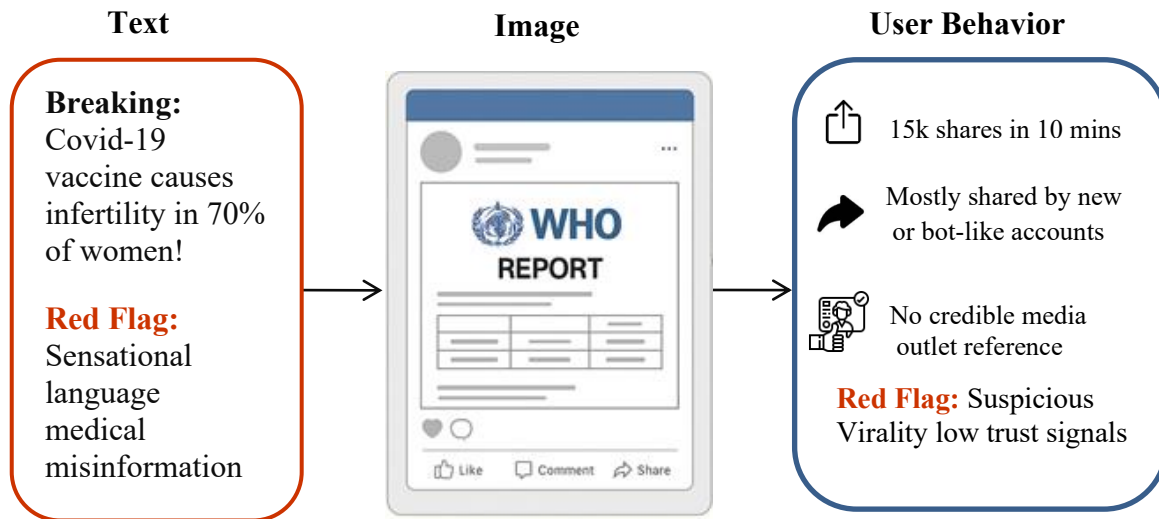 Text
Breaking:
Covid-19
vaccine causes
infertility in 70%
of women!
Red Flag:
Sensational
language
medical
misinformation
Image
WHO
REPORT
Like
Comment
Share
User Behavior
15k shares in 10 mins
Mostly shared by new
or bot-like accounts
No credible media
outlet reference
Red Flag: Suspicious
Virality low trust signals